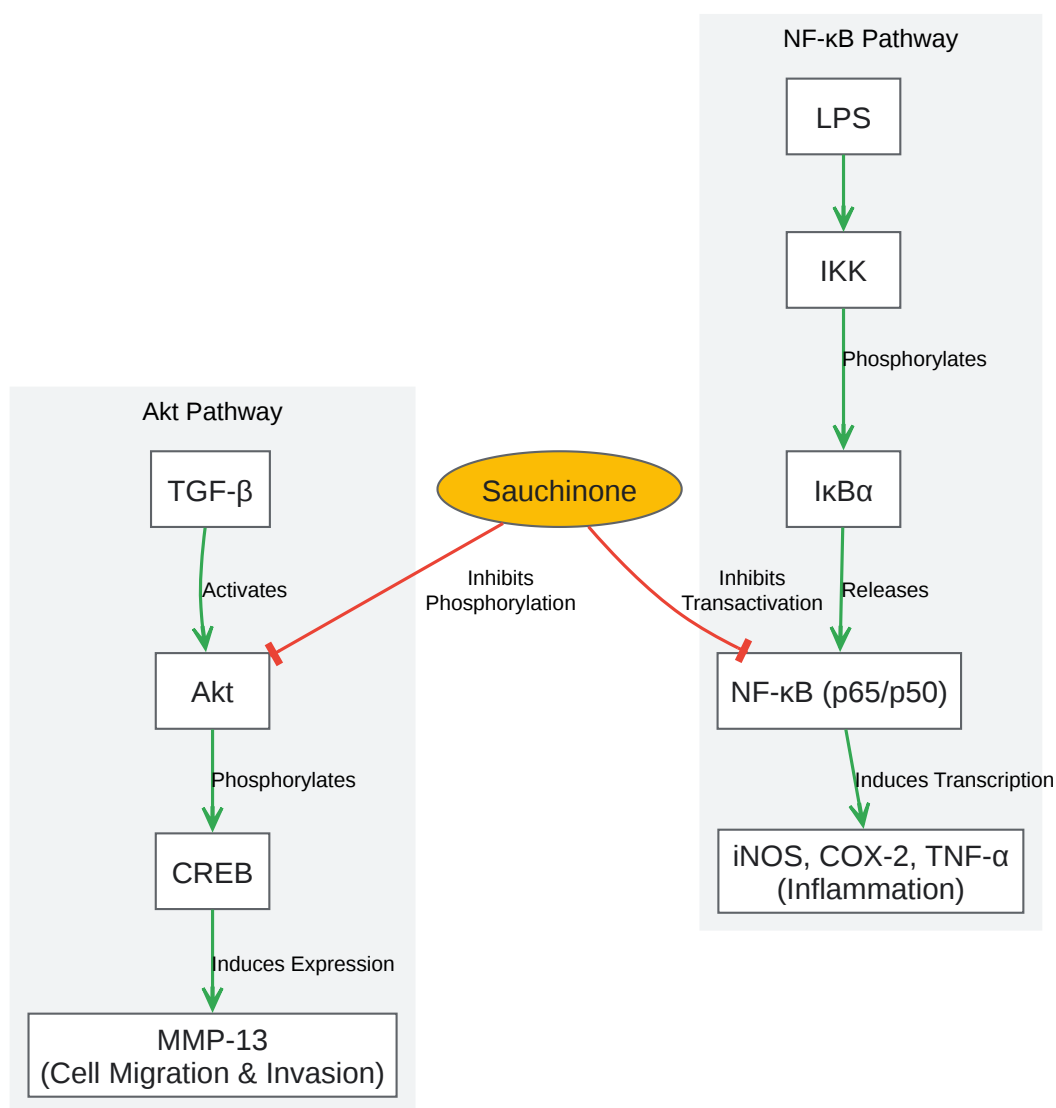 NF-κB Pathway
LPS
IKK
Phosphorylates
IκBα
Releases
NF-κB (p65/p50)
Induces Transcription
iNOS, COX-2, TNF-α
(Inflammation)
Sauchinone
Inhibits
Phosphorylation
Inhibits
Transactivation
Akt Pathway
TGF-β
Activates
Akt
Phosphorylates
CREB
Induces Expression
MMP-13
(Cell Migration & Invasion)